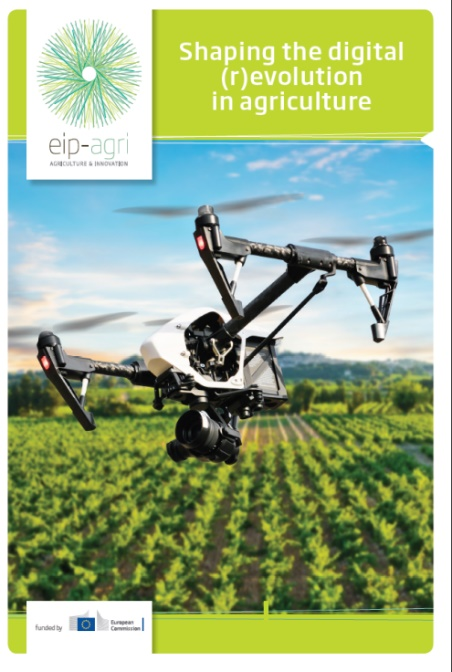 Shaping the digital
(r)evolution
in agriculture
eip-agri
AGRICULTURE & INNOVATION
funded by
European
Commission